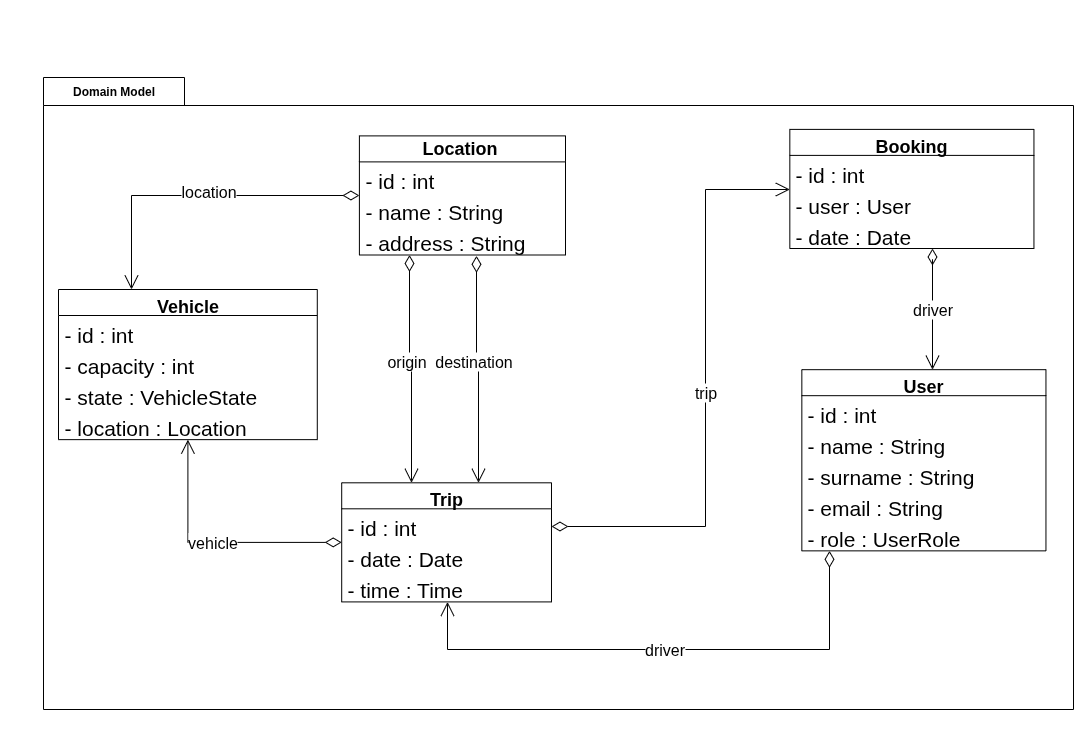 Domain Model
Location
- id : int
- name : String
- address : String
Booking
- id : int
- user : User
- date : Date
location
Vehicle
- id : int
- capacity : int
- state : VehicleState
- location : Location
origin
destination
trip
driver
User
- id : int
- name : String
- surname : String
- email : String
- role : UserRole
Trip
- id : int
- date : Date
- time : Time
vehicle
driver